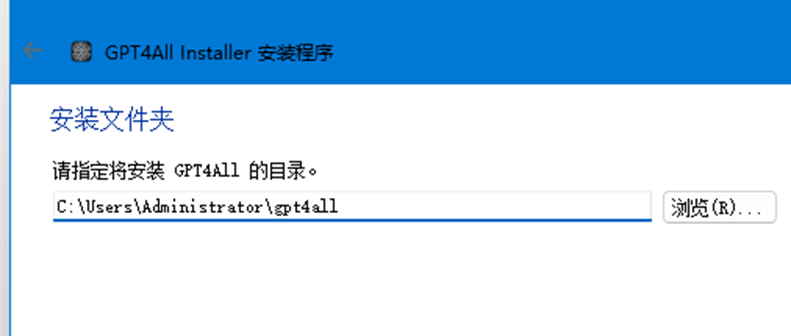 GPT4All Installer 安装程序
安装文件夹
请指定将安装 GPT4All 的目录。
C:\Users\Administrator\gpt4all
浏览(R)...